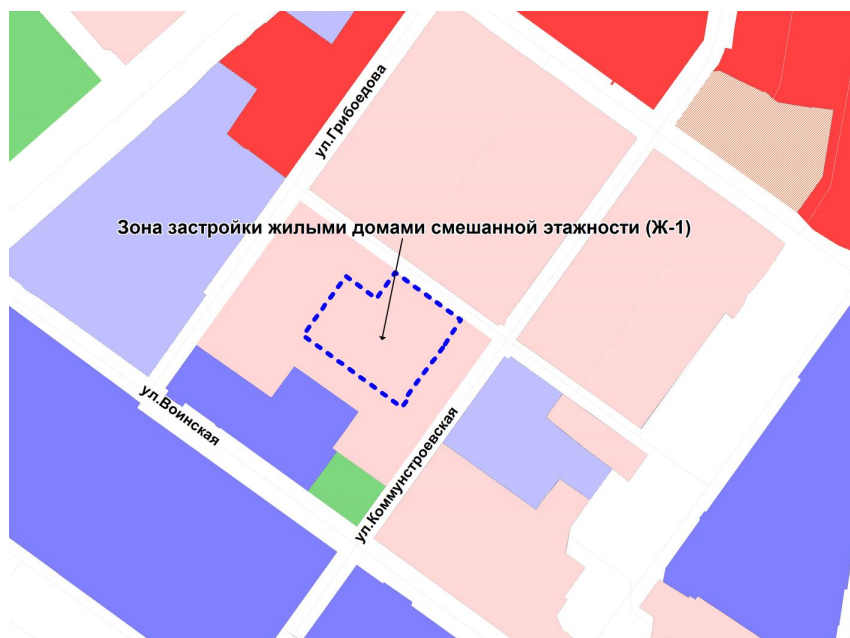 ул.Грибоедова
Зона застройки жилыми домами смешанной этажности (Ж-1)
ул.Воинская
ул.Коммунстроевская